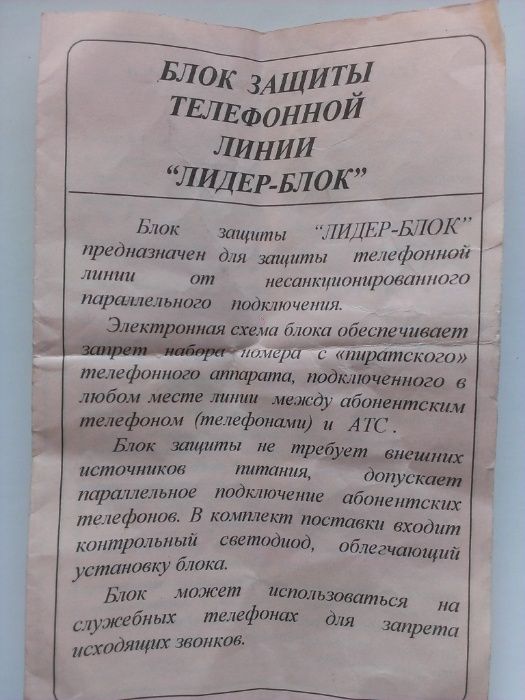 БЛОК ЗАЩИТЫ
ТЕЛЕФОННОЙ
ЛИНИИ
"ЛИДЕР-БЛОК"
Блок защиты "ЛИДЕР-БЛОК"
предназначен для защиты телефонной
линии от несанкционированного
параллельного подключения.
Электронная схема блока обеспечивает
запрет набора номера с «пиратского»
телефонного аппарата, подключенного в
любом месте линии между абонентским
телефоном (телефонами) и АТС.
Блок защиты не требует внешних
источников питания, допускает
параллельное подключение абонентских
телефонов. В комплект поставки входит
контрольный светодиод, облегчающий
установку блока.
Блок может использоваться на
служебных телефонах для запрета
исходящих звонков.